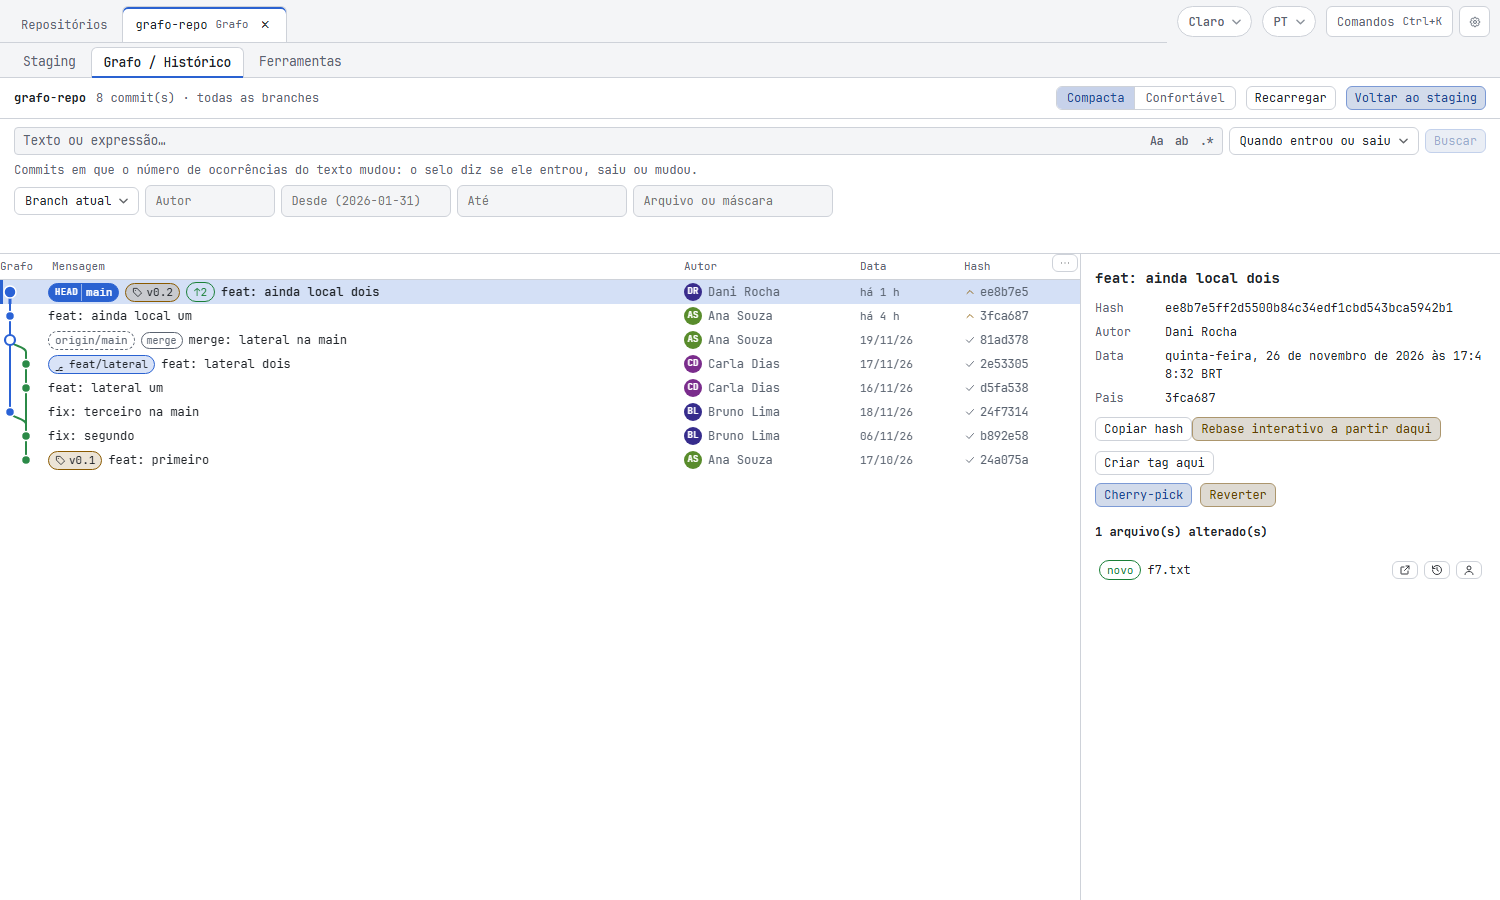 Repositórios grafo-repo Grafo × Claro PT Comandos Ctrl+K
Staging Grafo / Histórico Ferramentas
grafo-repo 8 commit(s) · todas as branches Compacta Confortável Recarregar Voltar ao staging
Texto ou expressão… Aa ab .* Quando entrou ou saiu Buscar
Commits em que o número de ocorrências do texto mudou: o selo diz se ele entrou, saiu ou mudou.
Branch atual Autor Desde (2026-01-31) Até Arquivo ou máscara
Grafo Mensagem Autor Data Hash ···
HEAD main v0.2 ↑2 feat: ainda local dois DR Dani Rocha há 1 h ee8b7e5
feat: ainda local um AS Ana Souza há 4 h 3fca687
origin/main merge merge: lateral na main AS Ana Souza 19/11/26 81ad378
feat/lateral feat: lateral dois CD Carla Dias 17/11/26 2e53305
feat: lateral um CD Carla Dias 16/11/26 d5fa538
fix: terceiro na main BL Bruno Lima 18/11/26 24f7314
fix: segundo BL Bruno Lima 06/11/26 b892e58
v0.1 feat: primeiro AS Ana Souza 17/10/26 24a075a
feat: ainda local dois
Hash ee8b7e5ff2d5500b84c34edf1cbd543bca5942b1
Autor Dani Rocha
Data quinta-feira, 26 de novembro de 2026 às 17:4
8:32 BRT
Pais 3fca687
Copiar hash Rebase interativo a partir daqui
Criar tag aqui
Cherry-pick Reverter
1 arquivo(s) alterado(s)
novo f7.txt